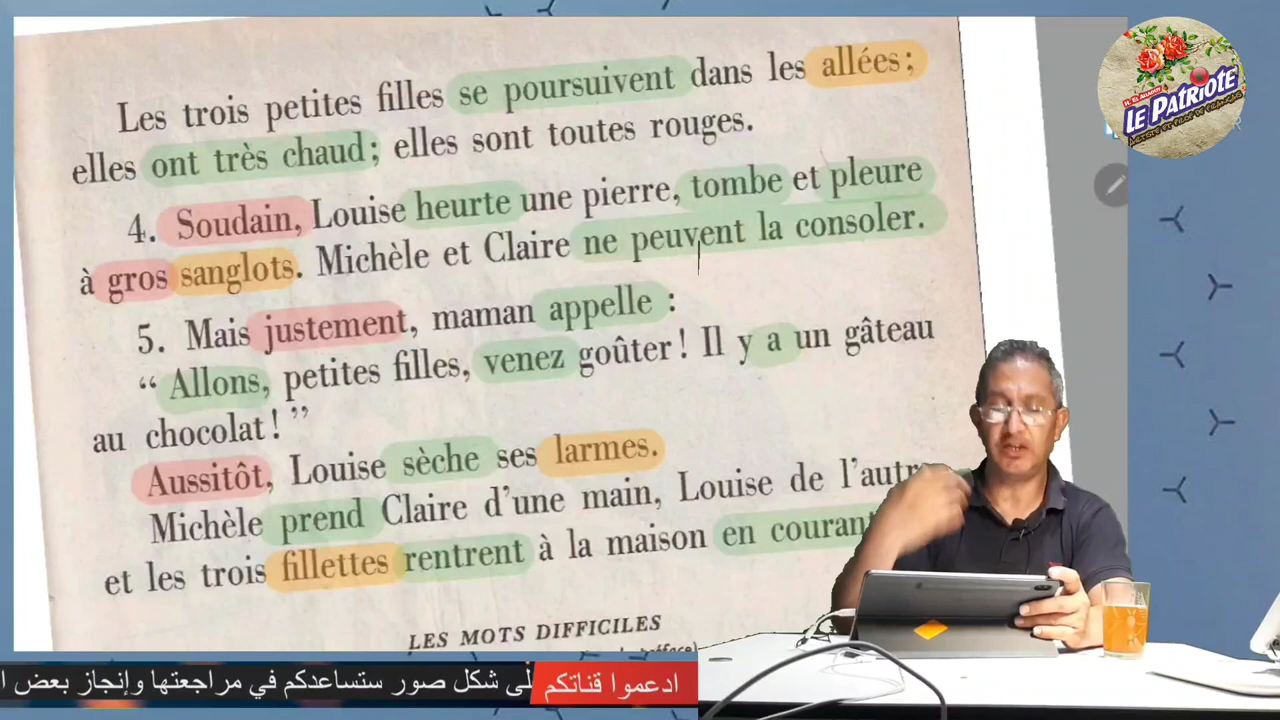 Les trois petites filles se poursuivent dans les allées ;
elles ont très chaud ; elles sont toutes rouges.
4. Soudain, Louise heurte une pierre, tombe et pleure
à gros sanglots. Michèle et Claire ne peuvent la consoler.
5. Mais justement, maman appelle :
“ Allons, petites filles, venez goûter ! Il y a un gâteau
au chocolat ! ”
Aussitôt, Louise sèche ses larmes.
Michèle prend Claire d’une main, Louise de l’autr
et les trois fillettes rentrent à la maison en courant
LES MOTS DIFFICILES
LE PATRIOTE
ادعموا قناتكم
شكل صور ستساعدكم في مراجعتها وإنجاز بعض